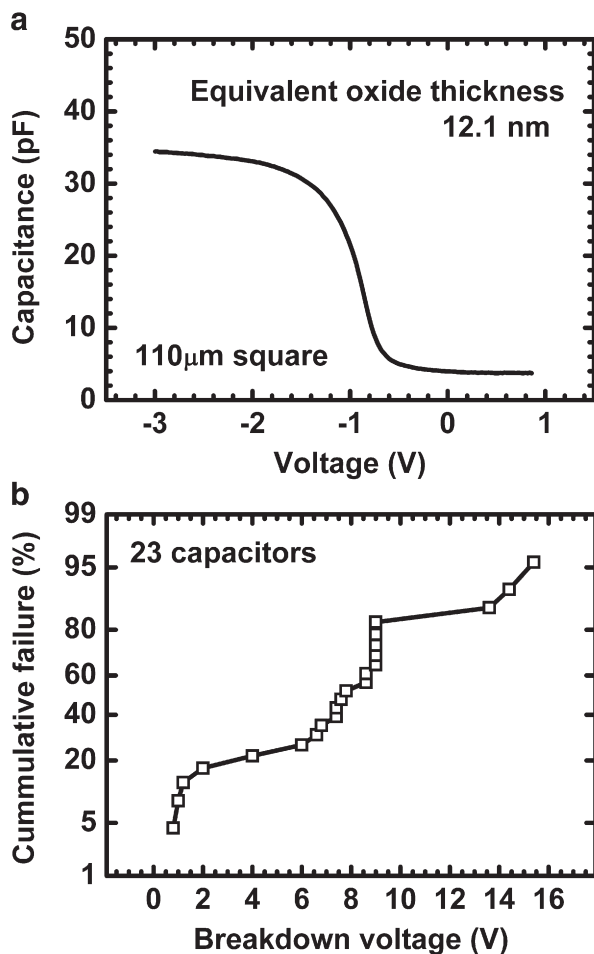 a
50
40
30
20
10
0
Capacitance (pF)
Equivalent oxide thickness
12.1 nm
110μm square
-3 -2 -1 0 1
Voltage (V)
b
99
95
80
60
40
20
5
1
Cummulative failure (%)
23 capacitors
0 2 4 6 8 10 12 14 16
Breakdown voltage (V)